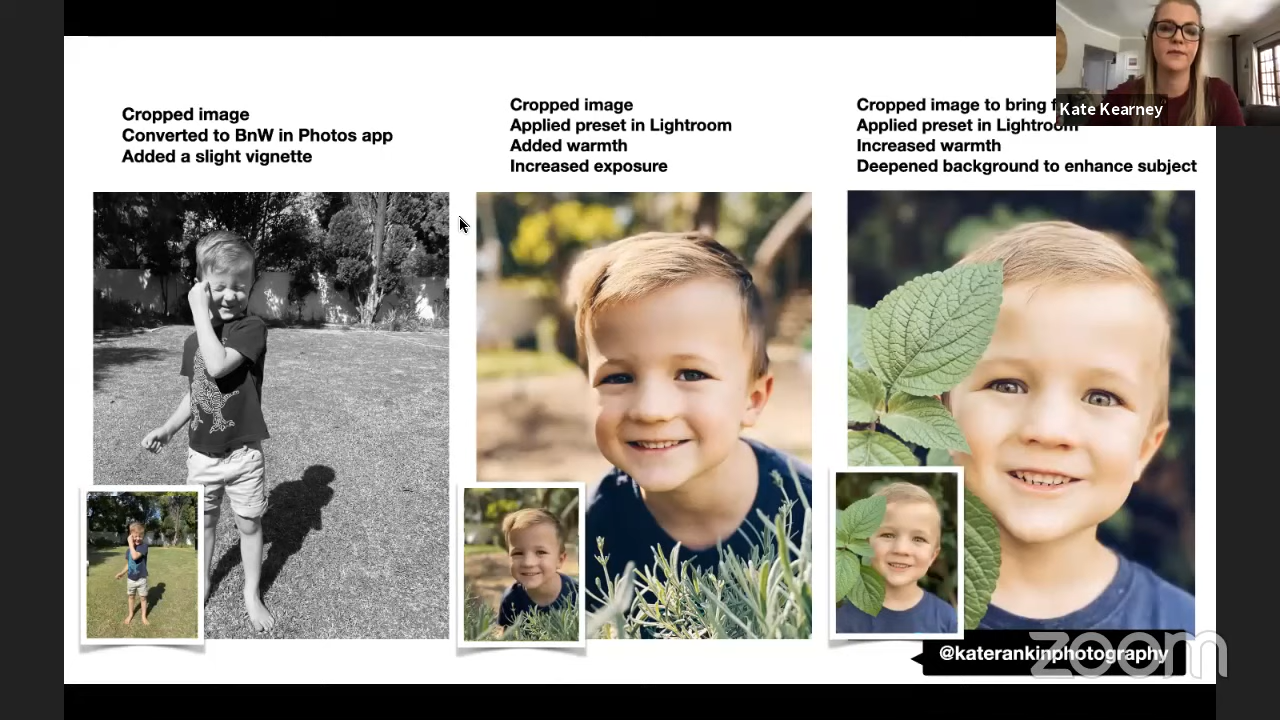 Cropped image
Converted to BnW in Photos app
Added a slight vignette
Cropped image
Applied preset in Lightroom
Added warmth
Increased exposure
Cropped image to bring
Applied preset in Lightroom
Increased warmth
Deepened background to enhance subject
Kate Kearney
@katerankinphotography
zoom